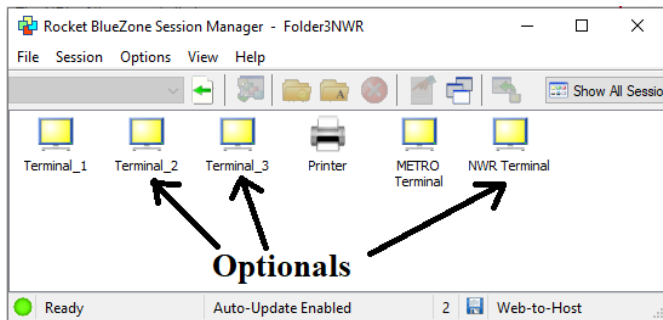 Rocket BlueZone Session Manager - Folder3NWR
File Session Options View Help
A Show All Sessio
Terminal_1 Terminal_2 Terminal_3 Printer METRO Terminal NWR Terminal
Optionals
Ready Auto-Update Enabled 2 Web-to-Host